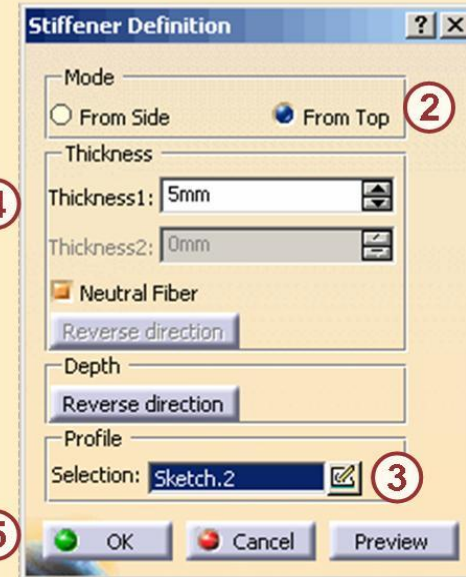 Stiffener Definition ? X
Mode
From Side From Top 2
Thickness
4 Thickness1: 5mm
Thickness2: 0mm
Neutral Fiber
Reverse direction
Depth
Reverse direction
Profile
Selection: Sketch.2 3
5 OK Cancel Preview